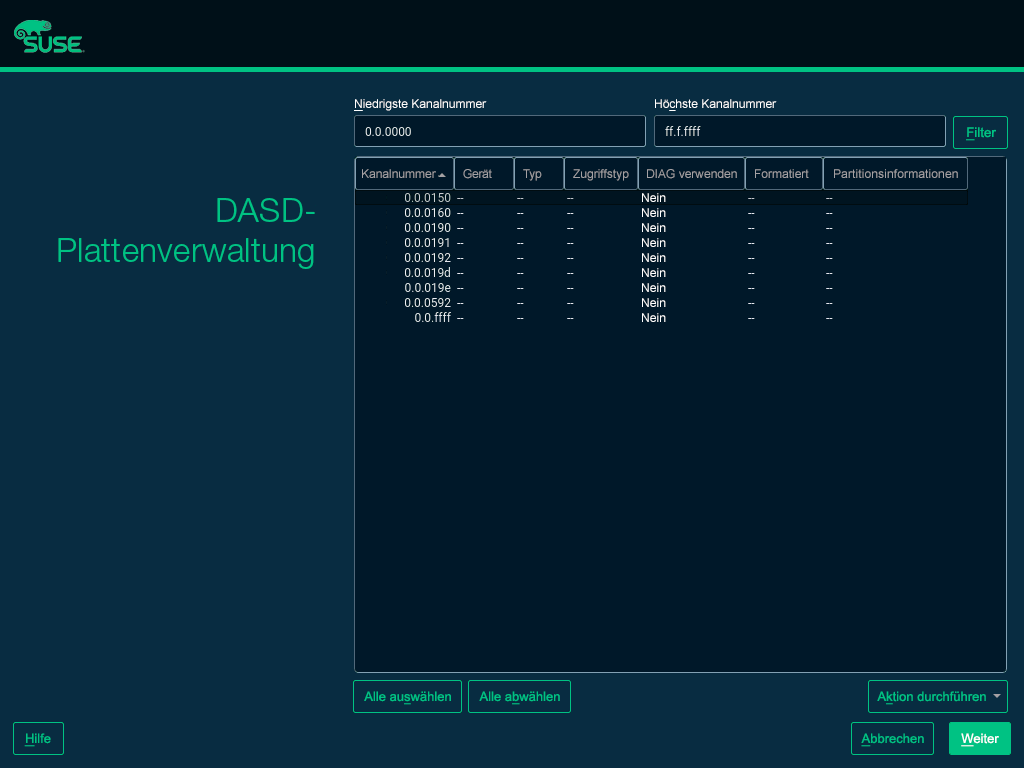 SUSE
Niedrigste Kanalnummer Höchste Kanalnummer
0.0.0000 ff.f.ffff Filter
DASD-
Plattenverwaltung
Kanalnummer Gerät Typ Zugriffstyp DIAG verwenden Formatiert Partitionsinformationen
0.0.0150 -- -- -- Nein -- --
0.0.0160 -- -- -- Nein -- --
0.0.0190 -- -- -- Nein -- --
0.0.0191 -- -- -- Nein -- --
0.0.0192 -- -- -- Nein -- --
0.0.019d -- -- -- Nein -- --
0.0.019e -- -- -- Nein -- --
0.0.0592 -- -- -- Nein -- --
0.0.ffff -- -- -- Nein -- --
Alle auswählen Alle abwählen Aktion durchführen
Hilfe Abbrechen Weiter